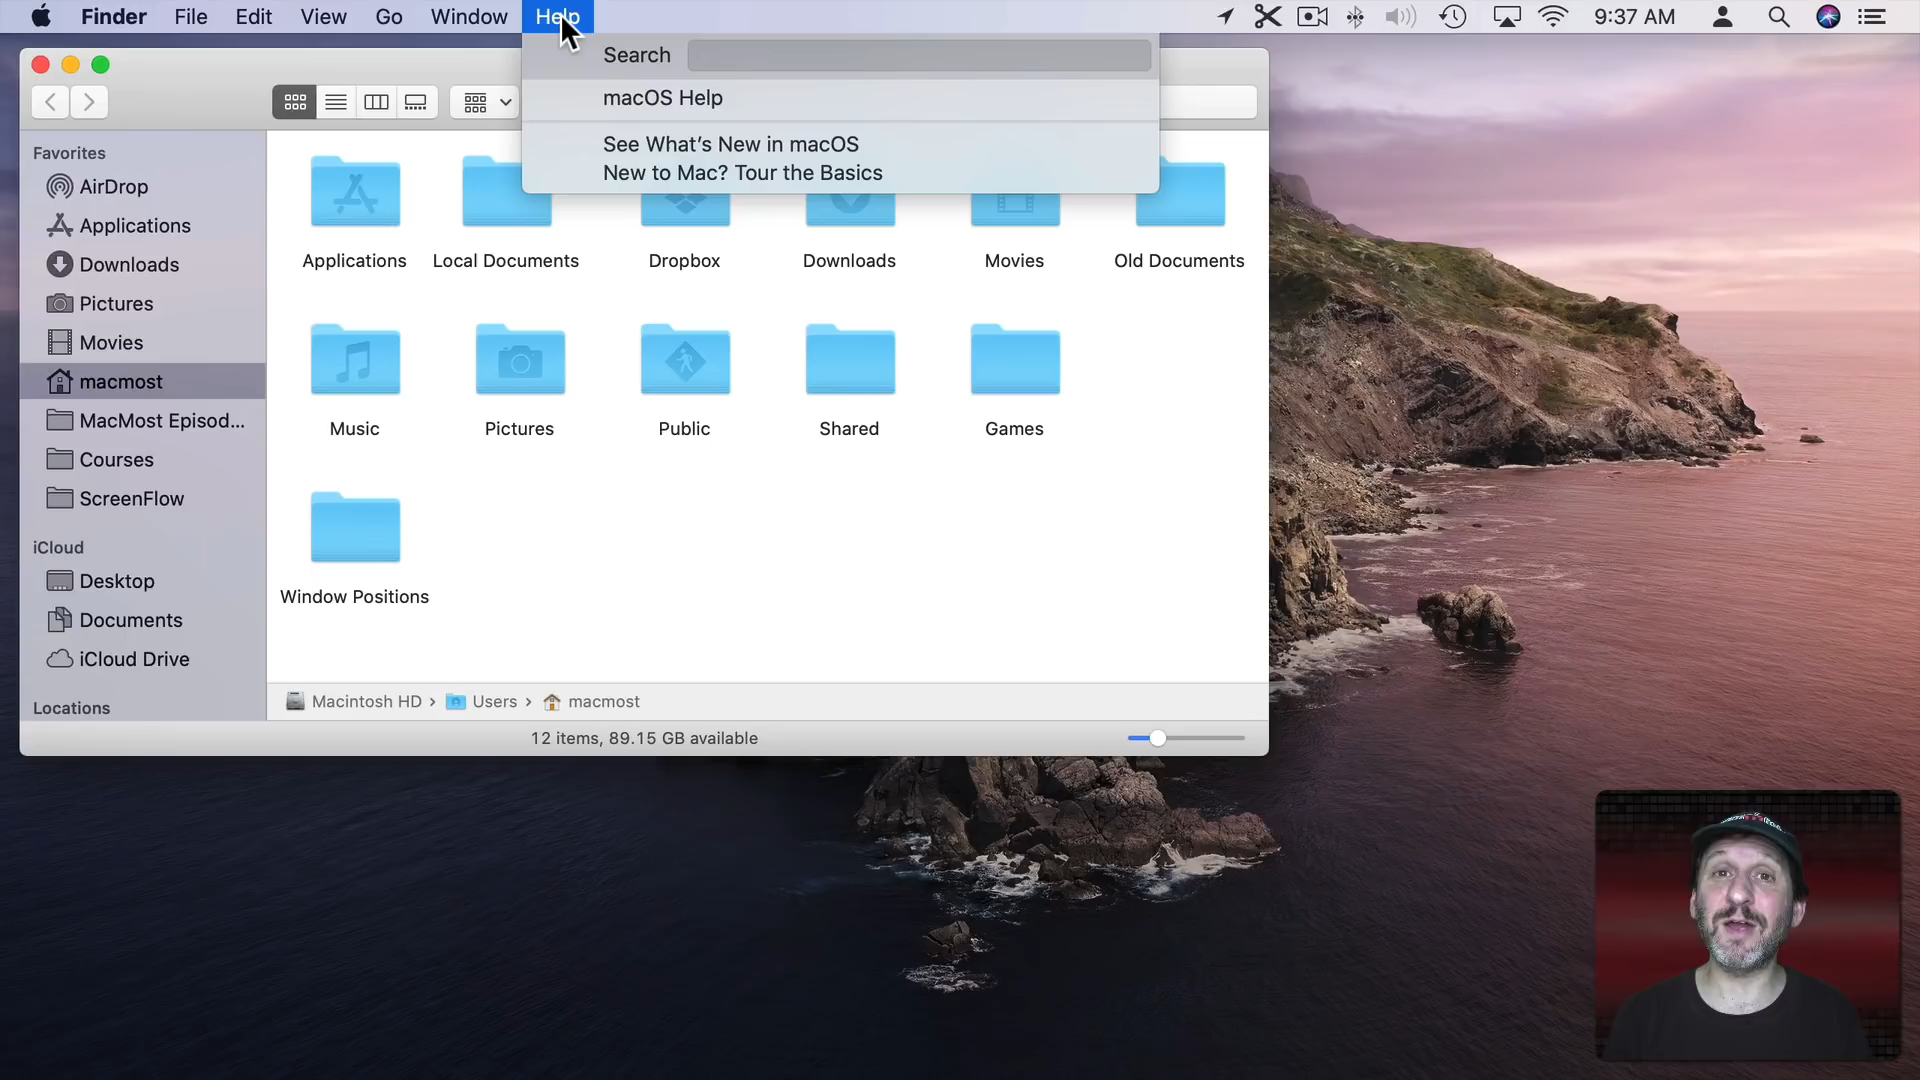 Finder File Edit View Go Window Help 9:37 AM
Search
macOS Help
See What's New in macOS
New to Mac? Tour the Basics
Favorites
AirDrop
Applications
Downloads
Pictures
Movies
macmost
MacMost Episod...
Courses
ScreenFlow
iCloud
Desktop
Documents
iCloud Drive
Locations
Applications Local Documents Dropbox Downloads Movies Old Documents
Music Pictures Public Shared Games
Window Positions
Macintosh HD › Users › macmost
12 items, 89.15 GB available